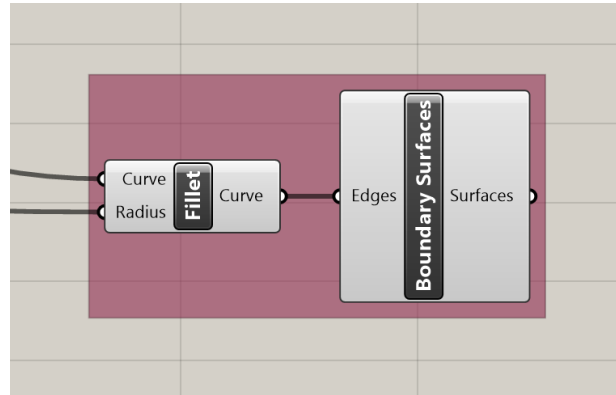 Curve
Radius
Fillet
Curve
Edges
Boundary Surfaces
Surfaces